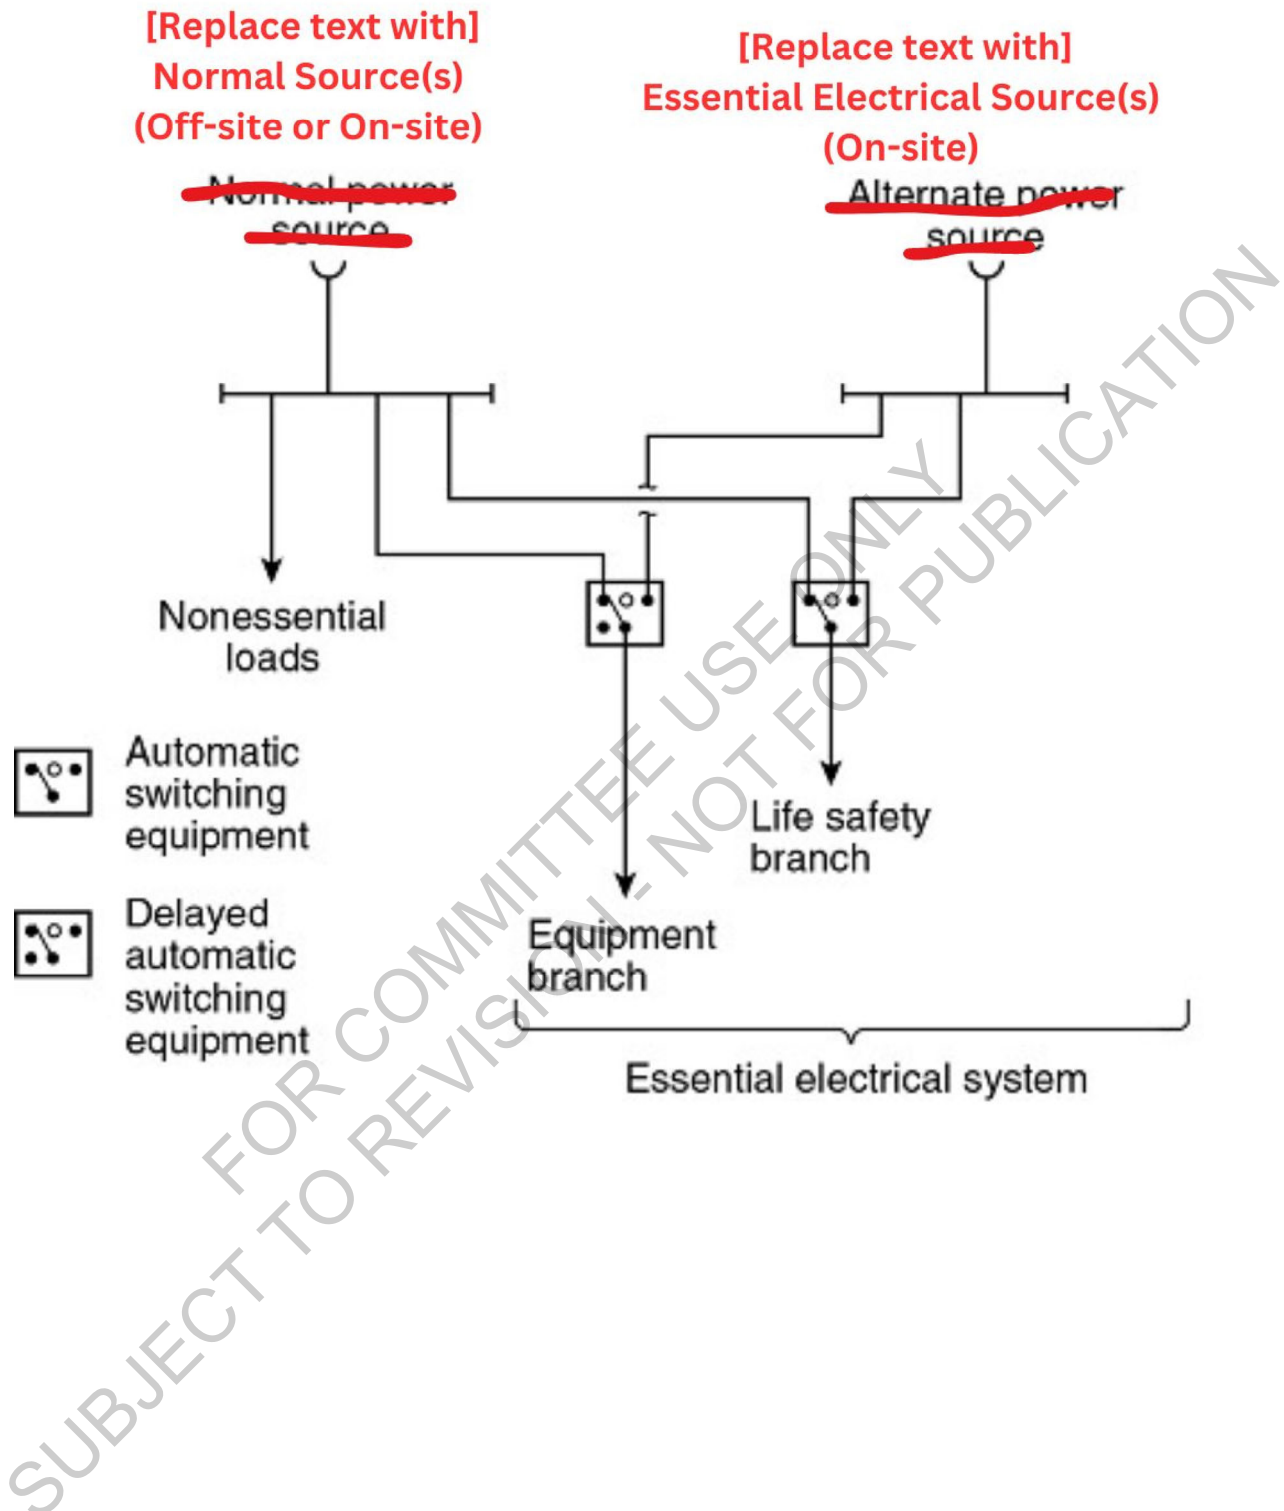 [Replace text with]
Normal Source(s)
(Off-site or On-site)
Normal power
source
[Replace text with]
Essential Electrical Source(s)
(On-site)
Alternate power
source
Nonessential
loads
Automatic
switching
equipment
Delayed
automatic
switching
equipment
Life safety
branch
Equipment
branch
Essential electrical system
FOR COMMITTEE USE ONLY
SUBJECT TO REVISION - NOT FOR PUBLICATION